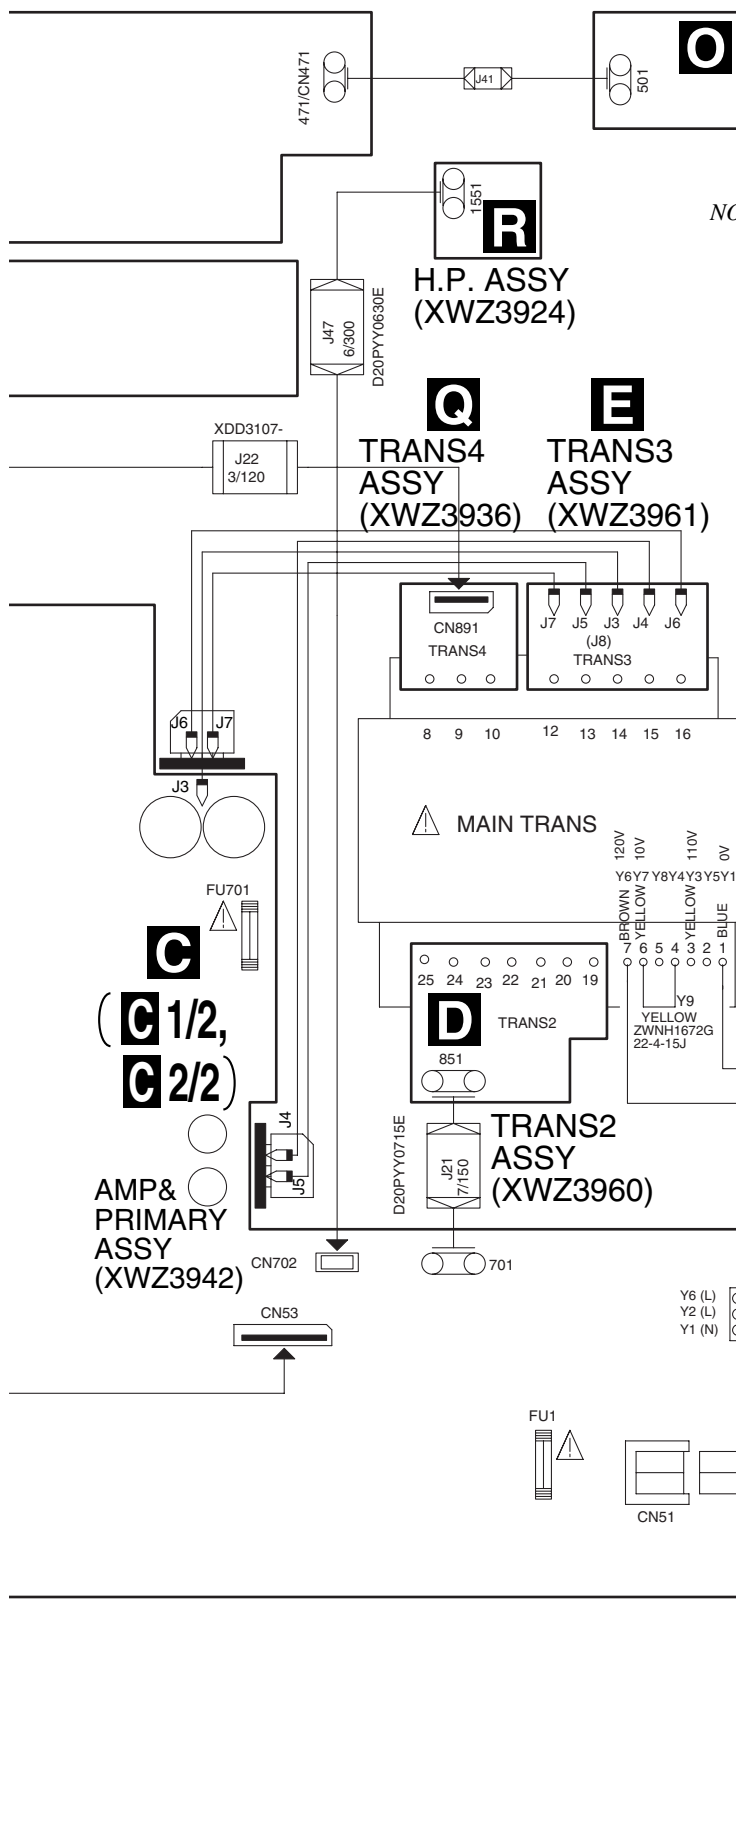 471/CN471
J41
501
O
1551
R
NO
H.P. ASSY
(XWZ3924)
J47
6/300
D20PYY0630E
Q
E
XDD3107-
J22
3/120
TRANS4
ASSY
(XWZ3936)
TRANS3
ASSY
(XWZ3961)
CN891
TRANS4
J7 J5 J3 J4 J6
(J8)
TRANS3
J6 J7
J3
8 9 10 12 13 14 15 16
MAIN TRANS
120V 10V 110V 0V
Y6 Y7 Y8 Y4 Y3 Y5 Y1
BROWN YELLOW YELLOW BLUE
7 6 5 4 3 2 1
FU701
C
(C 1/2,
C 2/2)
25 24 23 22 21 20 19
D
TRANS2
Y9
YELLOW
ZWNH1672G
22-4-15J
851
J4
J5
D20PYY0715E
J21
7/150
TRANS2
ASSY
(XWZ3960)
AMP&
PRIMARY
ASSY
(XWZ3942)
CN702
701
CN53
Y6 (L)
Y2 (L)
Y1 (N)
FU1
CN51